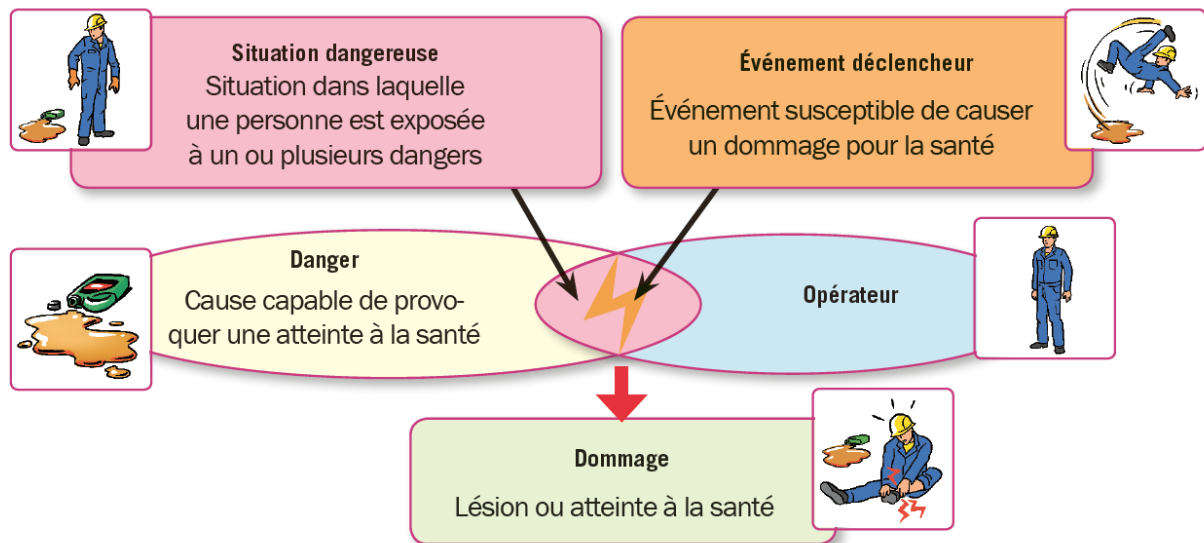 Situation dangereuse
Situation dans laquelle
une personne est exposée
à un ou plusieurs dangers
Événement déclencheur
Événement susceptible de causer
un dommage pour la santé
Danger
Cause capable de provo-
quer une atteinte à la santé
Opérateur
Dommage
Lésion ou atteinte à la santé